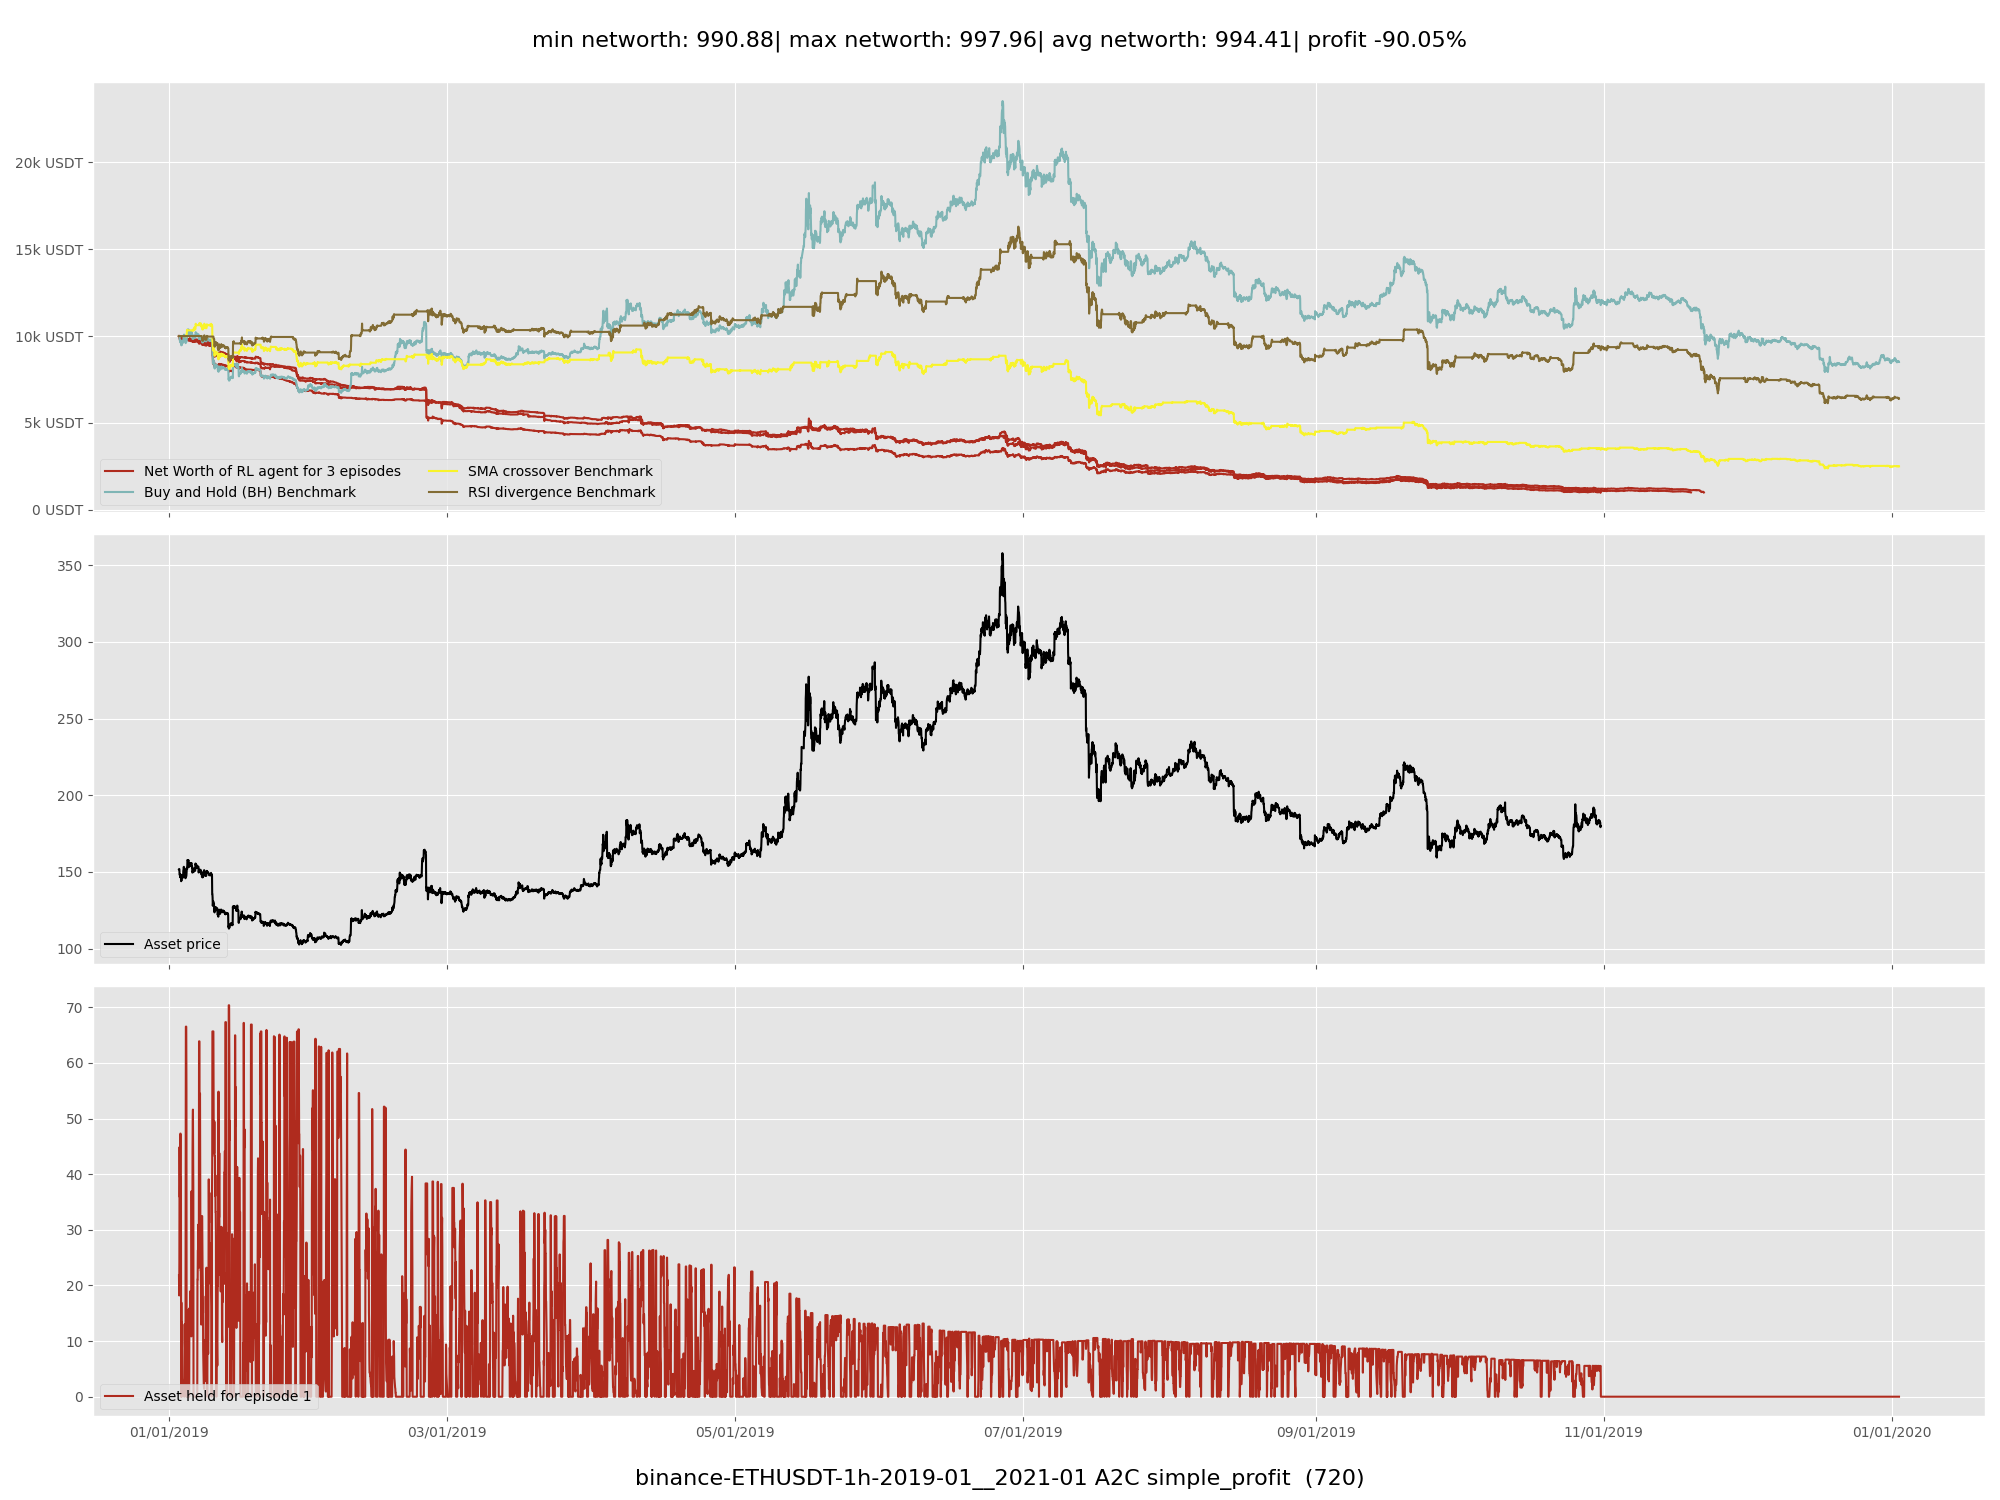 min networth: 990.88| max networth: 997.96| avg networth: 994.41| profit -90.05%
20k USDT
15k USDT
10k USDT
5k USDT
0 USDT
Net Worth of RL agent for 3 episodes
Buy and Hold (BH) Benchmark
SMA crossover Benchmark
RSI divergence Benchmark
350
300
250
200
150
100
Asset price
70
60
50
40
30
20
10
0
Asset held for episode 1
01/01/2019 03/01/2019 05/01/2019 07/01/2019 09/01/2019 11/01/2019 01/01/2020
binance-ETHUSDT-1h-2019-01__2021-01 A2C simple_profit  (720)